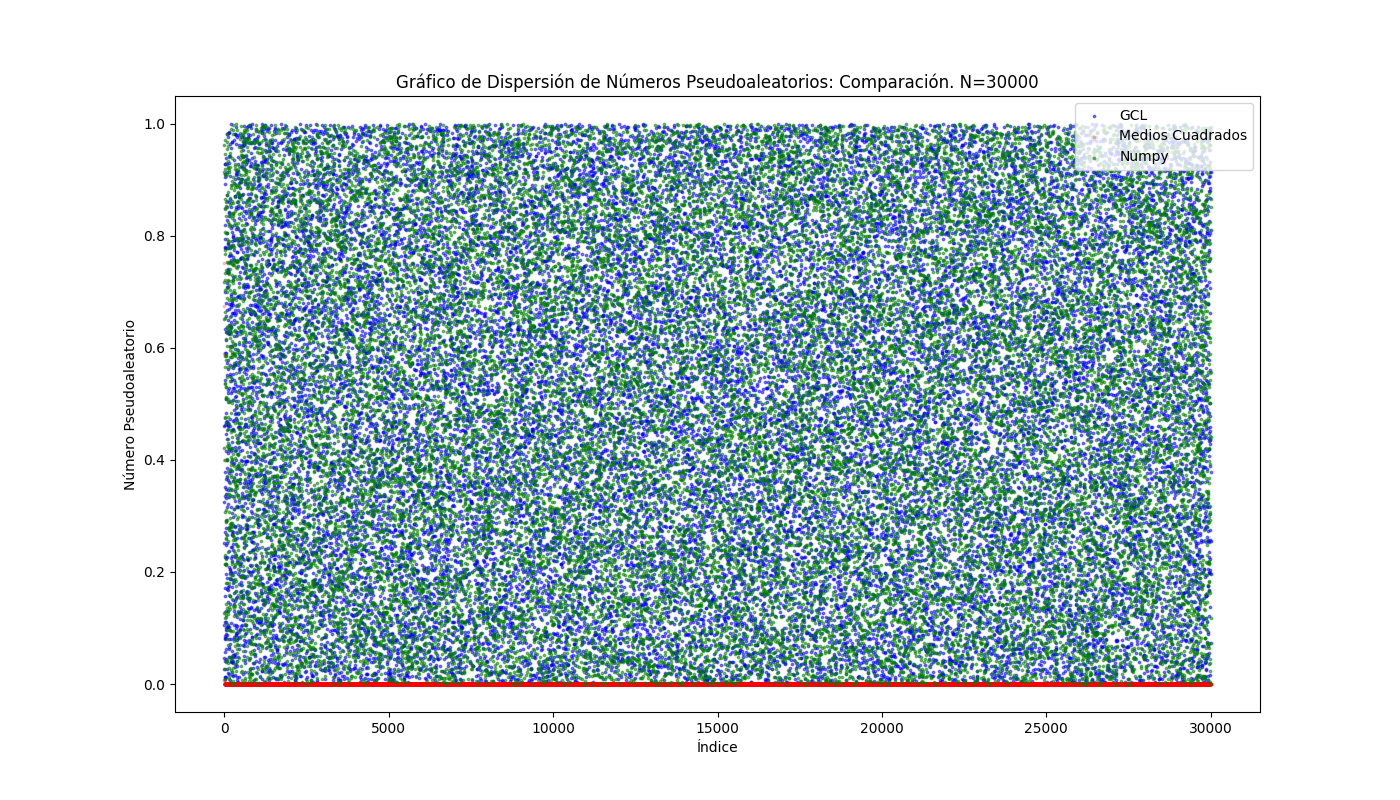 Gráfico de Dispersión de Números Pseudoaleatorios: Comparación. N=30000
GCL
Medios Cuadrados
Numpy
1.0
0.8
0.6
0.4
0.2
0.0
Número Pseudoaleatorio
0 5000 10000 15000 20000 25000 30000
Índice